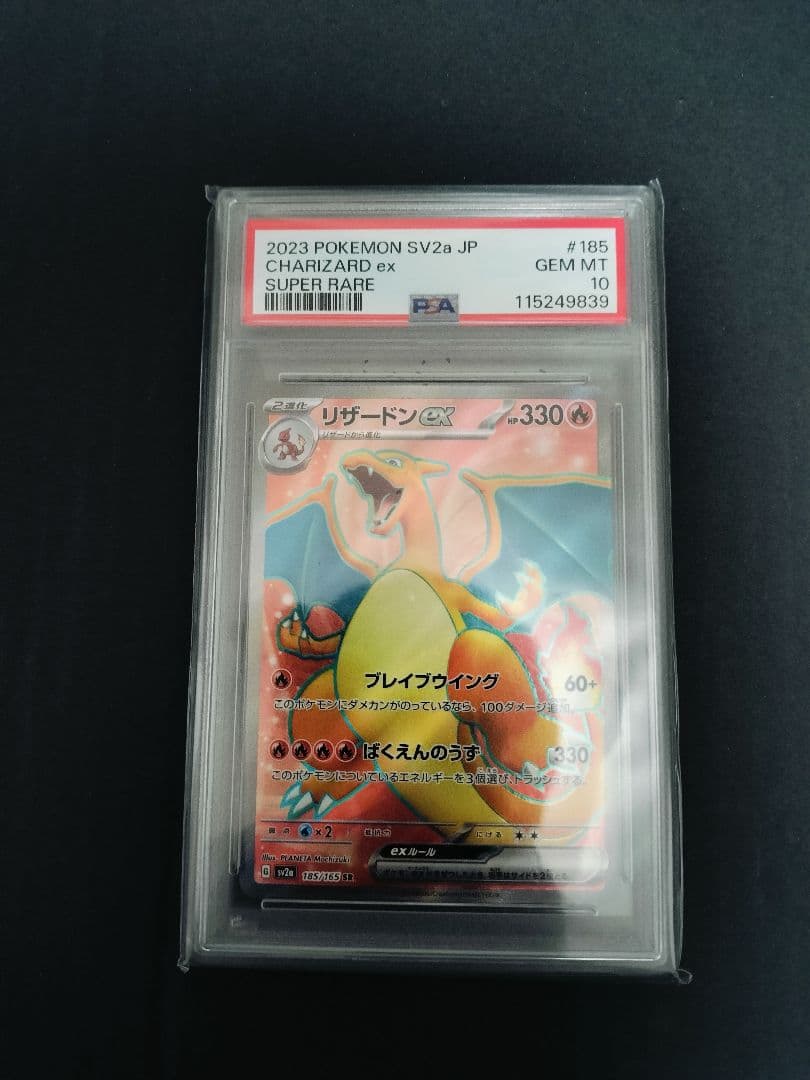 2023 POKEMON SV2a JP #185
CHARIZARD ex GEM MT
SUPER RARE 10
PSA 115249839
2進化 リザードンex HP330
リザードから進化
ブレイブウイング 60+
このポケモンにダメカンがのっているなら、100ダメージ追加。
ばくえんのうず 330
このポケモンについているエネルギーを3個選び、トラッシュする。
弱点 ×2 抵抗力 にげる
Illus. PLANETA Mochizuki exルール
G sv2a 185/165 SR